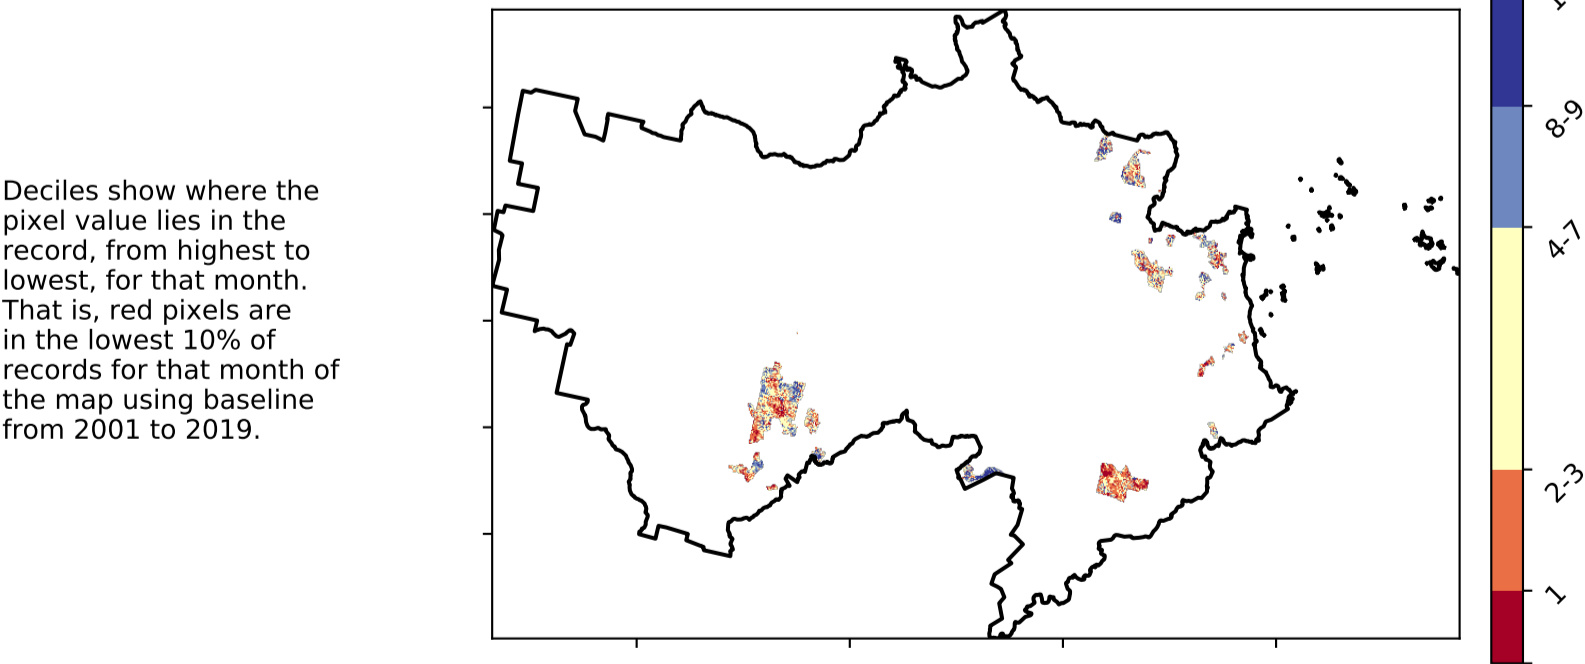 Deciles show where the
pixel value lies in the
record, from highest to
lowest, for that month.
That is, red pixels are
in the lowest 10% of
records for that month of
the map using baseline
from 2001 to 2019.
8-9
4-7
2-3
1